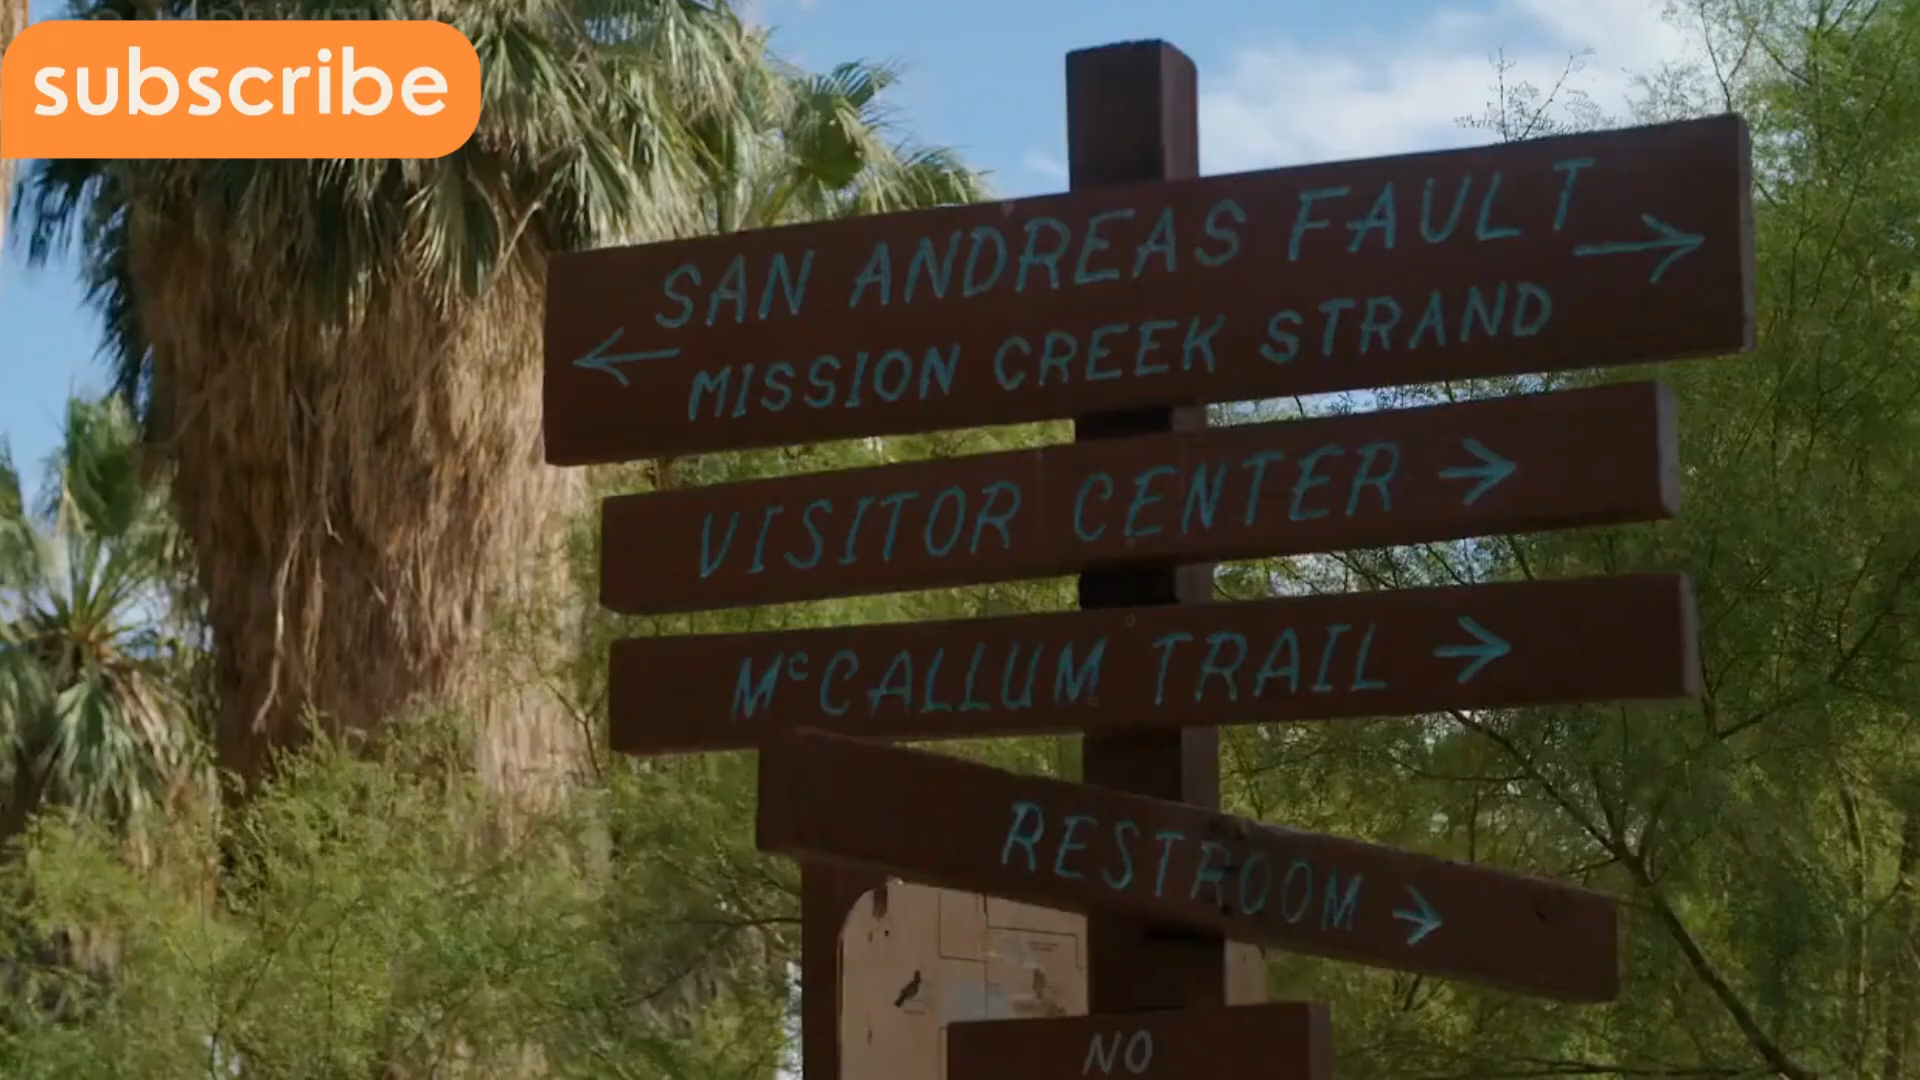 subscribe
SAN ANDREAS FAULT →
← MISSION CREEK STRAND
VISITOR CENTER →
McCALLUM TRAIL →
RESTROOM →
NO